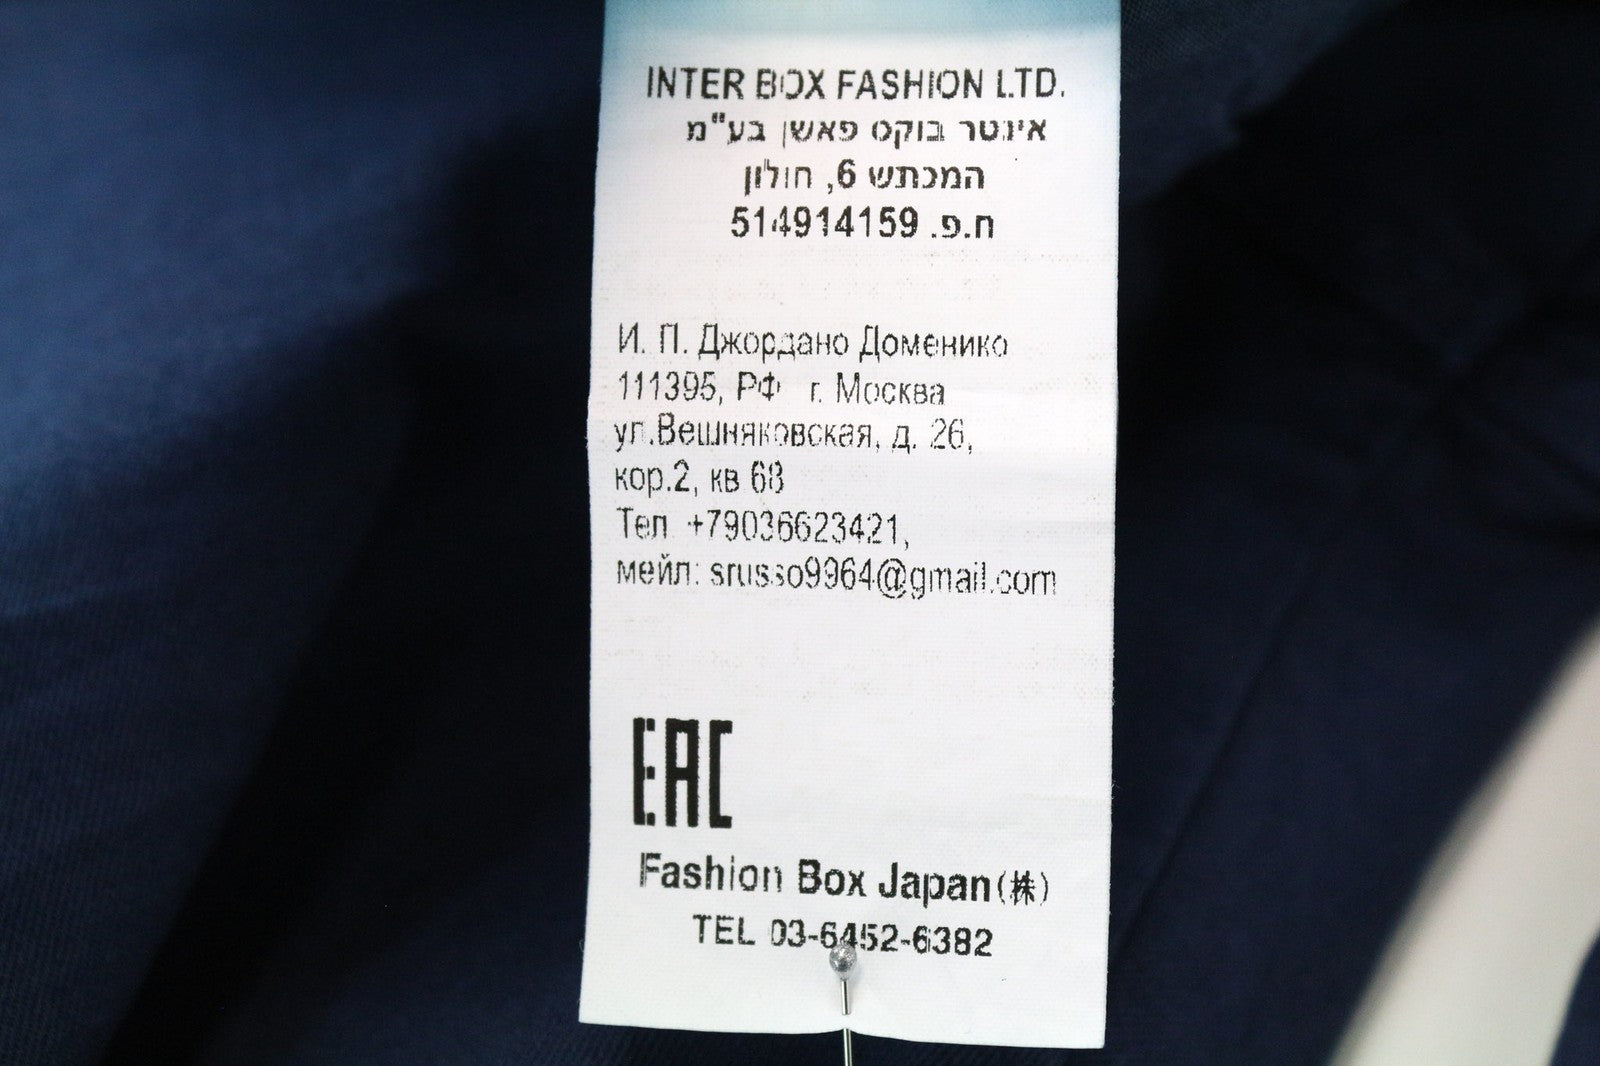 INTER BOX FASHION LTD.
אינטר בוקס פאשן בע"מ
המכתש 6, חולון
ח.פ. 514914159
И. П. Джордано Доменико
111395, РФ г. Москва
ул.Вешняковская, д. 26,
кор.2, кв 68
Тел +79036623421,
мейл: srusso9964@gmail.com
EAC
Fashion Box Japan(株)
TEL 03-6452-6382